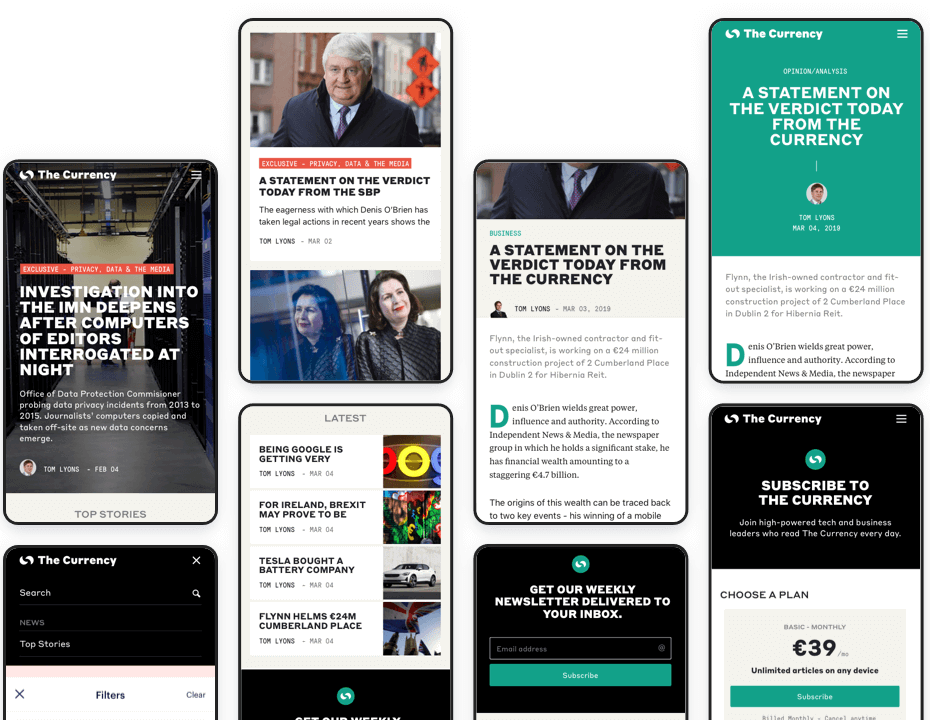 The Currency
EXCLUSIVE - PRIVACY, DATA & THE MEDIA
INVESTIGATION INTO
THE IMN DEEPENS
AFTER COMPUTERS
OF EDITORS
INTERROGATED AT
NIGHT
Office of Data Protection Commisioner
probing data privacy incidents from 2013 to
2015. Journalists' computers copied and
taken off-site as new data concerns
emerge.
TOM LYONS - FEB 04
TOP STORIES
The Currency
Search
NEWS
Top Stories
Filters
Clear
EXCLUSIVE - PRIVACY, DATA & THE MEDIA
A STATEMENT ON THE VERDICT
TODAY FROM THE SBP
The eagerness with which Denis O'Brien has
taken legal actions in recent years shows the
TOM LYONS - MAR 02
LATEST
BEING GOOGLE IS
GETTING VERY
TOM LYONS - MAR 04
FOR IRELAND, BREXIT
MAY PROVE TO BE
TOM LYONS - MAR 04
TESLA BOUGHT A
BATTERY COMPANY
TOM LYONS - MAR 04
FLYNN HELMS €24M
CUMBERLAND PLACE
TOM LYONS - MAR 04
GET OUR WEEKLY
BUSINESS
A STATEMENT ON THE
VERDICT TODAY FROM
THE CURRENCY
TOM LYONS - MAR 03, 2019
Flynn, the Irish-owned contractor and fit-
out specialist, is working on a €24 million
construction project of 2 Cumberland Place
in Dublin 2 for Hibernia Reit.
Denis O'Brien wields great power,
influence and authority. According to
Independent News & Media, the newspaper
group in which he holds a significant stake, he
has financial wealth amounting to a
staggering €4.7 billion.
The origins of this wealth can be traced back
to two key events - his winning of a mobile
GET OUR WEEKLY
NEWSLETTER DELIVERED TO
YOUR INBOX.
Email address
Subscribe
The Currency
OPINION/ANALYSIS
A STATEMENT ON
THE VERDICT TODAY
FROM THE
CURRENCY
TOM LYONS
MAR 04, 2019
Flynn, the Irish-owned contractor and fit-
out specialist, is working on a €24 million
construction project of 2 Cumberland Place
in Dublin 2 for Hibernia Reit.
Denis O'Brien wields great power,
influence and authority. According to
Independent News & Media, the newspaper
The Currency
SUBSCRIBE TO
THE CURRENCY
Join high-powered tech and business
leaders who read The Currency every day.
CHOOSE A PLAN
BASIC - MONTHLY
€39 /mo
Unlimited articles on any device
Subscribe
Billed Monthly - Cancel anytime